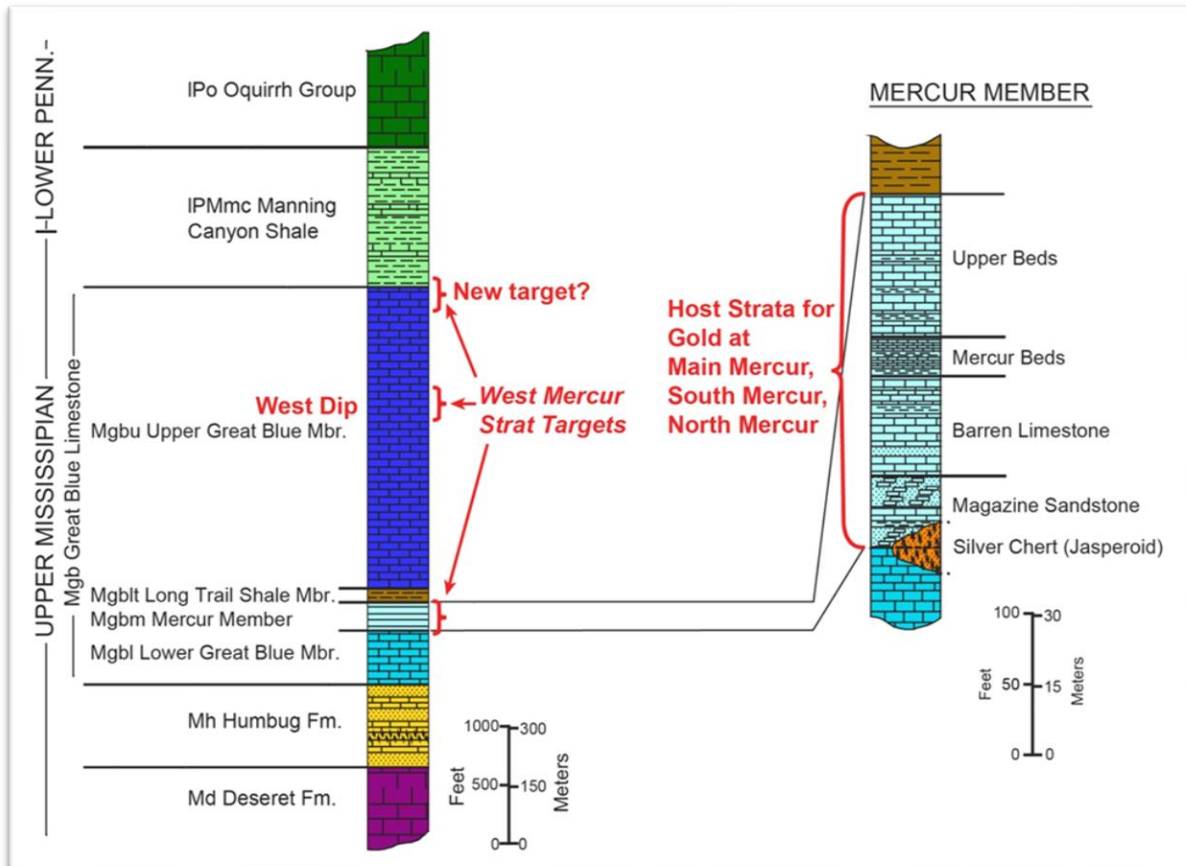 LOWER PENN.
UPPER MISSISSIPIAN
Mgb Great Blue Limestone
IPo Oquirrh Group
IPMmc Manning
Canyon Shale
New target?
West Dip
Mgbu Upper Great Blue Mbr.
West Mercur
Strat Targets
Mgblt Long Trail Shale Mbr.
Mgbm Mercur Member
Mgbl Lower Great Blue Mbr.
Mh Humbug Fm.
Md Deseret Fm.
1000 300
500 150
0 0
Feet
Meters
MERCUR MEMBER
Host Strata for
Gold at
Main Mercur,
South Mercur,
North Mercur
Upper Beds
Mercur Beds
Barren Limestone
Magazine Sandstone
Silver Chert (Jasperoid)
100 30
50 15
0 0
Feet
Meters